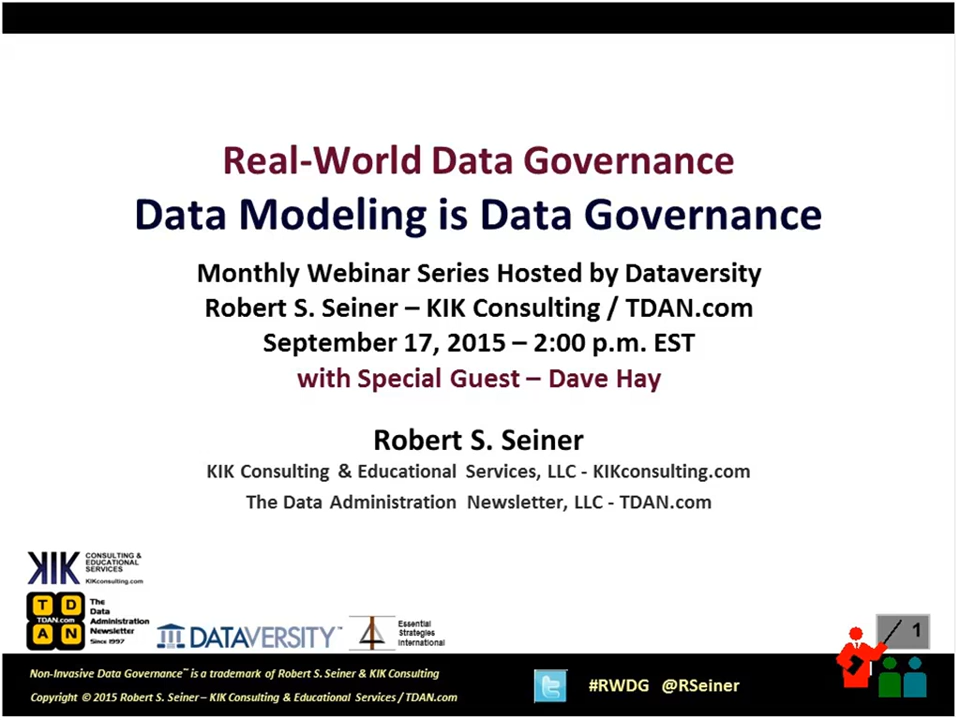 Real-World Data Governance
Data Modeling is Data Governance
Monthly Webinar Series Hosted by Dataversity
Robert S. Seiner – KIK Consulting / TDAN.com
September 17, 2015 – 2:00 p.m. EST
with Special Guest – Dave Hay
Robert S. Seiner
KIK Consulting & Educational Services, LLC - KIKconsulting.com
The Data Administration Newsletter, LLC - TDAN.com
KIK
CONSULTING &
EDUCATIONAL
SERVICES
KIKconsulting.com
T D
TDAN.com
A N
The
Data
Administration
Newsletter
Since 1997
DATAVERSITY™
Essential
Strategies
International
1
Non-Invasive Data Governance™ is a trademark of Robert S. Seiner & KIK Consulting
Copyright © 2015 Robert S. Seiner – KIK Consulting & Educational Services / TDAN.com
#RWDG @RSeiner